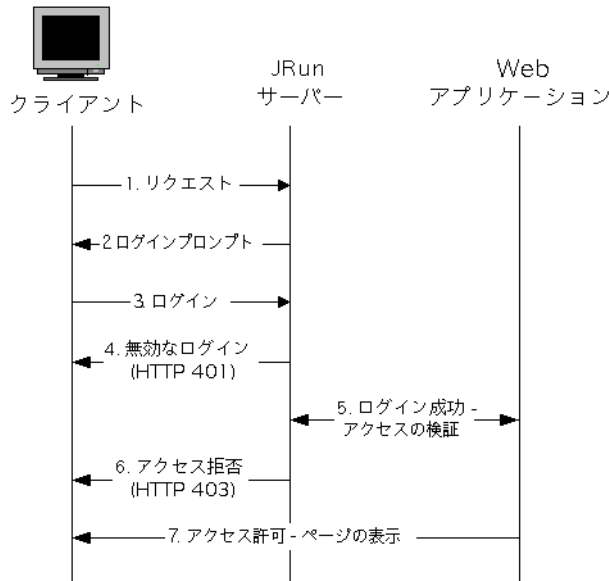 クライアント
JRun
サーバー
Web
アプリケーション
1. リクエスト
2 ログインプロンプト
3. ログイン
4. 無効なログイン
(HTTP 401)
5. ログイン成功 -
アクセスの検証
6. アクセス拒否
(HTTP 403)
7. アクセス許可 - ページの表示